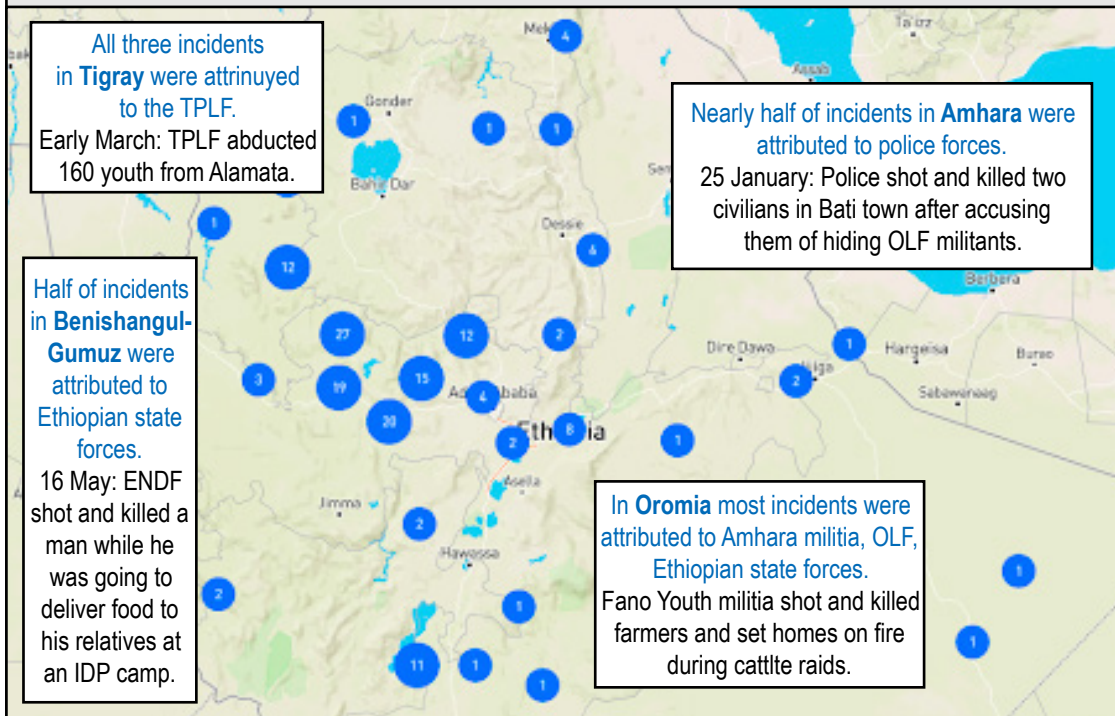 All three incidents
in Tigray were attrinuyed
to the TPLF.
Early March: TPLF abducted
160 youth from Alamata.
Nearly half of incidents in Amhara were
attributed to police forces.
25 January: Police shot and killed two
civilians in Bati town after accusing
them of hiding OLF militants.
Half of incidents
in Benishangul-
Gumuz were
attributed to
Ethiopian state
forces.
16 May: ENDF
shot and killed a
man while he
was going to
deliver food to
his relatives at
an IDP camp.
In Oromia most incidents were
attributed to Amhara militia, OLF,
Ethiopian state forces.
Fano Youth militia shot and killed
farmers and set homes on fire
during cattlte raids.
4
Ta'izz
Assab
Gonder
1
1
1
Bahir Dar
1
Dessie
4
12
Berbera
27
12
2
Dire Dawa
1
Hargeisa
Burao
3
19
15
4
2
Jijiga
Sabawanaag
20
2
8
1
Asella
Jimma
2
Hawassa
1
2
1
1
11
1
1